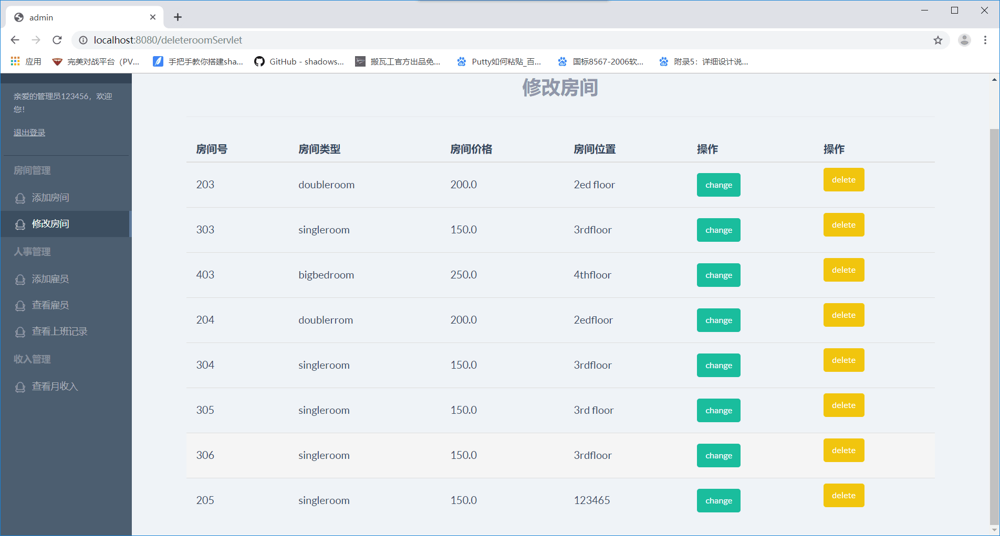 admin
localhost:8080/deleteroomServlet
应用
完美对战平台（PV...
手把手教你搭建sha...
GitHub - shadows...
搬瓦工官方出品免...
Putty如何粘贴_百...
国标8567-2006软...
附录5：详细设计说...
亲爱的管理员123456，欢迎
您！
退出登录
房间管理
添加房间
修改房间
人事管理
添加雇员
查看雇员
查看上班记录
收入管理
查看月收入
修改房间
房间号 房间类型 房间价格 房间位置 操作 操作
203 doubleroom 200.0 2ed floor change delete
303 singleroom 150.0 3rdfloor change delete
403 bigbedroom 250.0 4thfloor change delete
204 doublerrom 200.0 2edfloor change delete
304 singleroom 150.0 3rdfloor change delete
305 singleroom 150.0 3rd floor change delete
306 singleroom 150.0 3rdfloor change delete
205 singleroom 150.0 123465 change delete